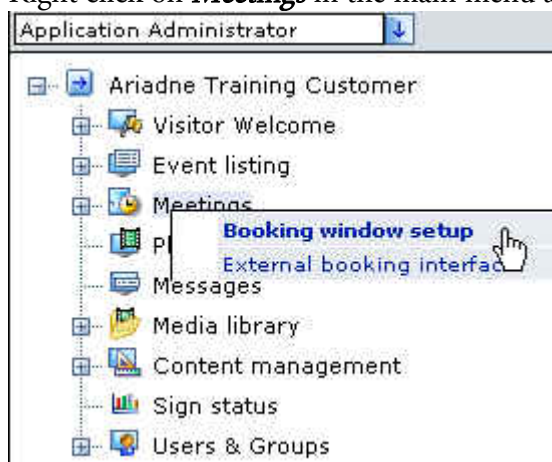 Right click on Meetings in the main menu
Application Administrator
Ariadne Training Customer
Visitor Welcome
Event listing
Meetings
Booking window setup
External booking interfac
Messages
Media library
Content management
Sign status
Users & Groups